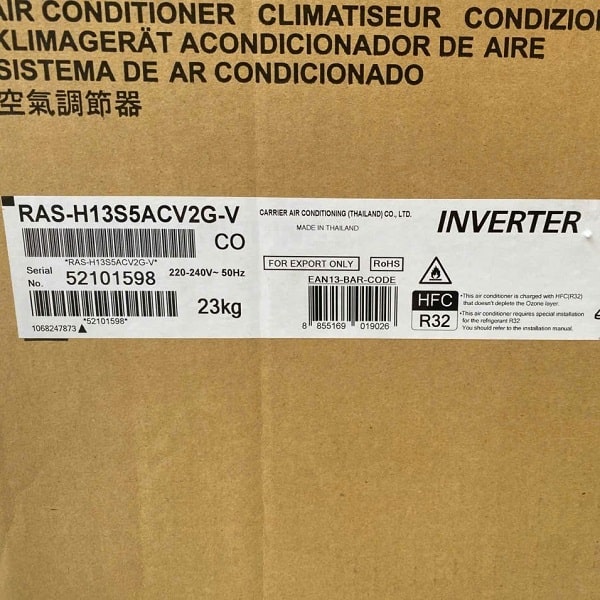 AIR CONDITIONER CLIMATISEUR
KLIMAGERÄT ACONDICIONADOR DE AIRE
SISTEMA DE AR CONDICIONADO
空氣調節器
RAS-H13S5ACV2G-V
CO
*RAS-H13S5ACV2G-V*
Serial No. 52101598
220-240V~ 50Hz
23kg
*52101598*
1068247873
CARRIER AIR CONDITIONING (THAILAND) CO., LTD.
MADE IN THAILAND
FOR EXPORT ONLY
RoHS
EAN13-BAR-CODE
8 855169 019026
INVERTER
HFC
R32
•This air conditioner is charged with HFC(R32)
that doesn't deplete the Ozone layer.
•This air conditioner requires special installation
for the refrigerant R32.
You should refer to the installation manual.